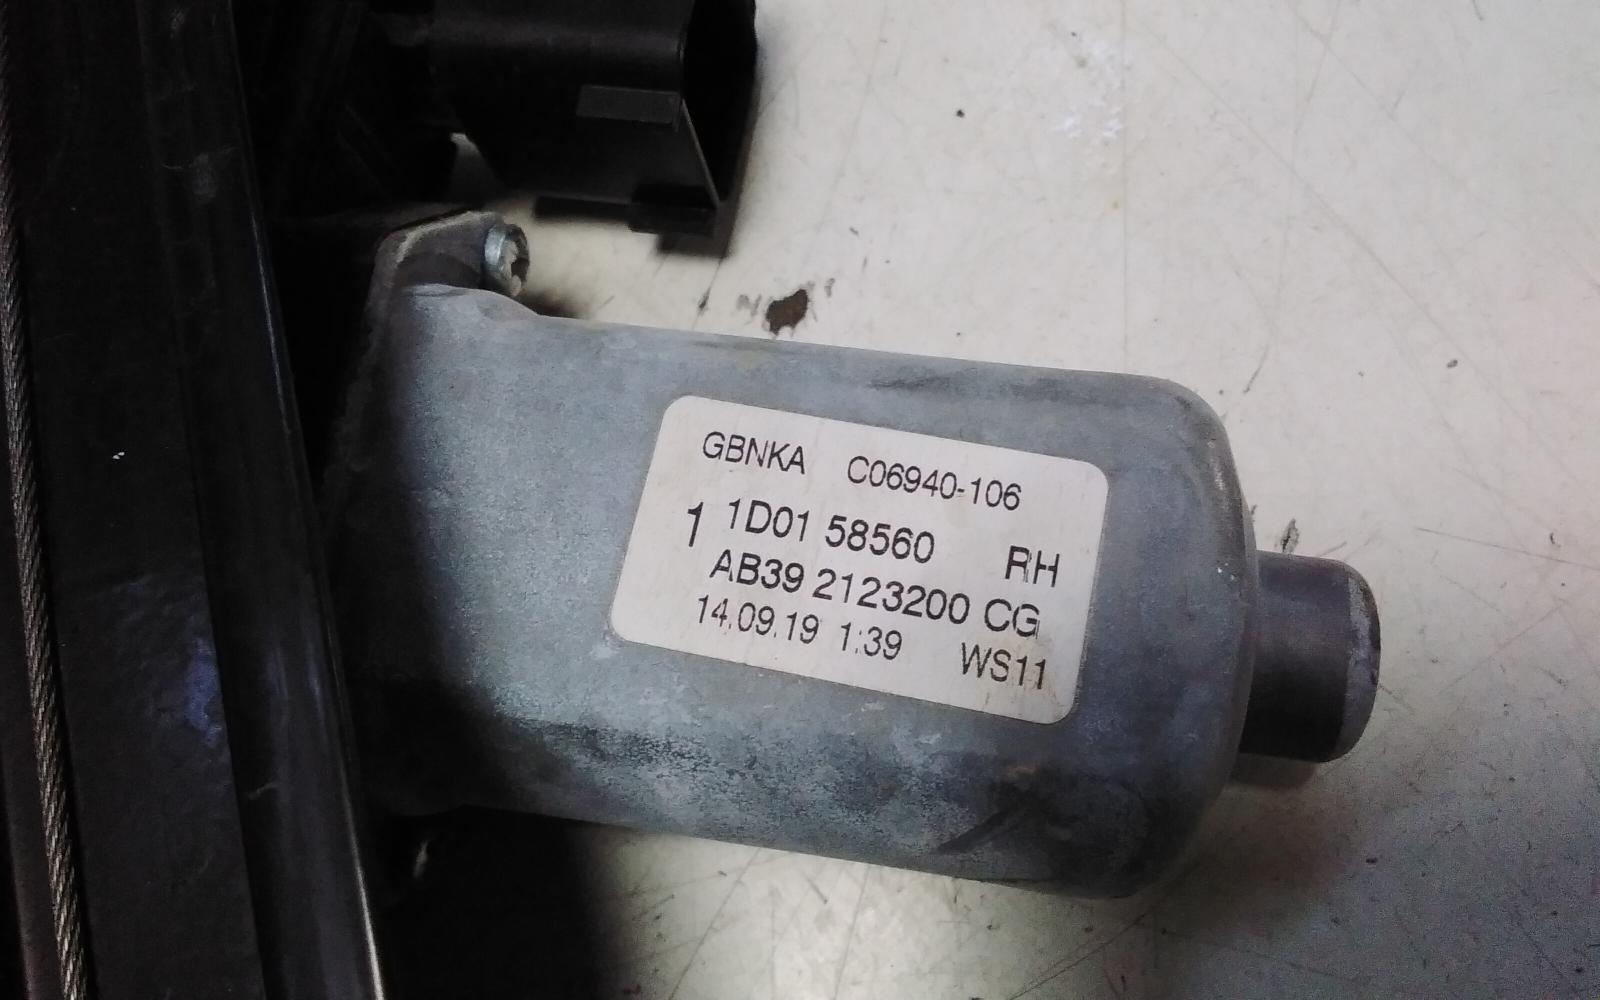 GBNKA C06940-106
1 1D01 58560 RH
AB39 2123200 CG
14.09.19 1:39 WS11